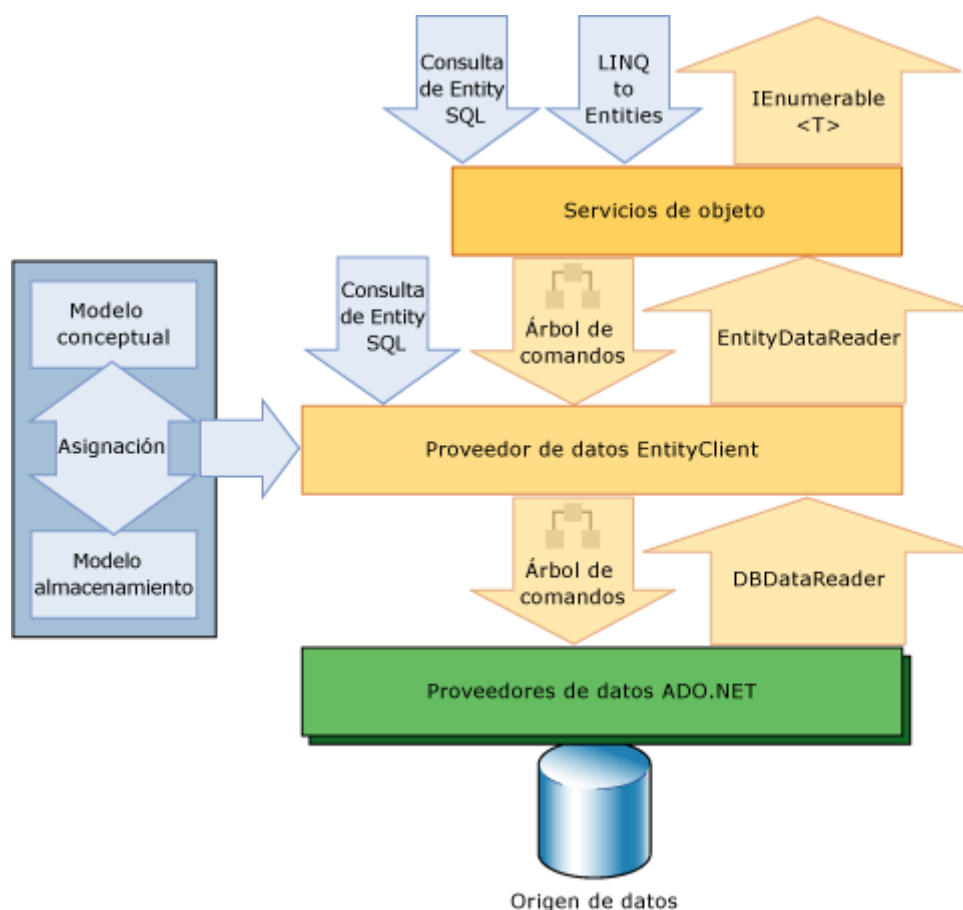 Consulta
de Entity
SQL
LINQ
to
Entities
IEnumerable
<T>
Servicios de objeto
Modelo
conceptual
Asignación
Modelo
almacenamiento
Consulta
de Entity
SQL
Árbol de
comandos
EntityDataReader
Proveedor de datos EntityClient
Árbol de
comandos
DBDataReader
Proveedores de datos ADO.NET
Origen de datos